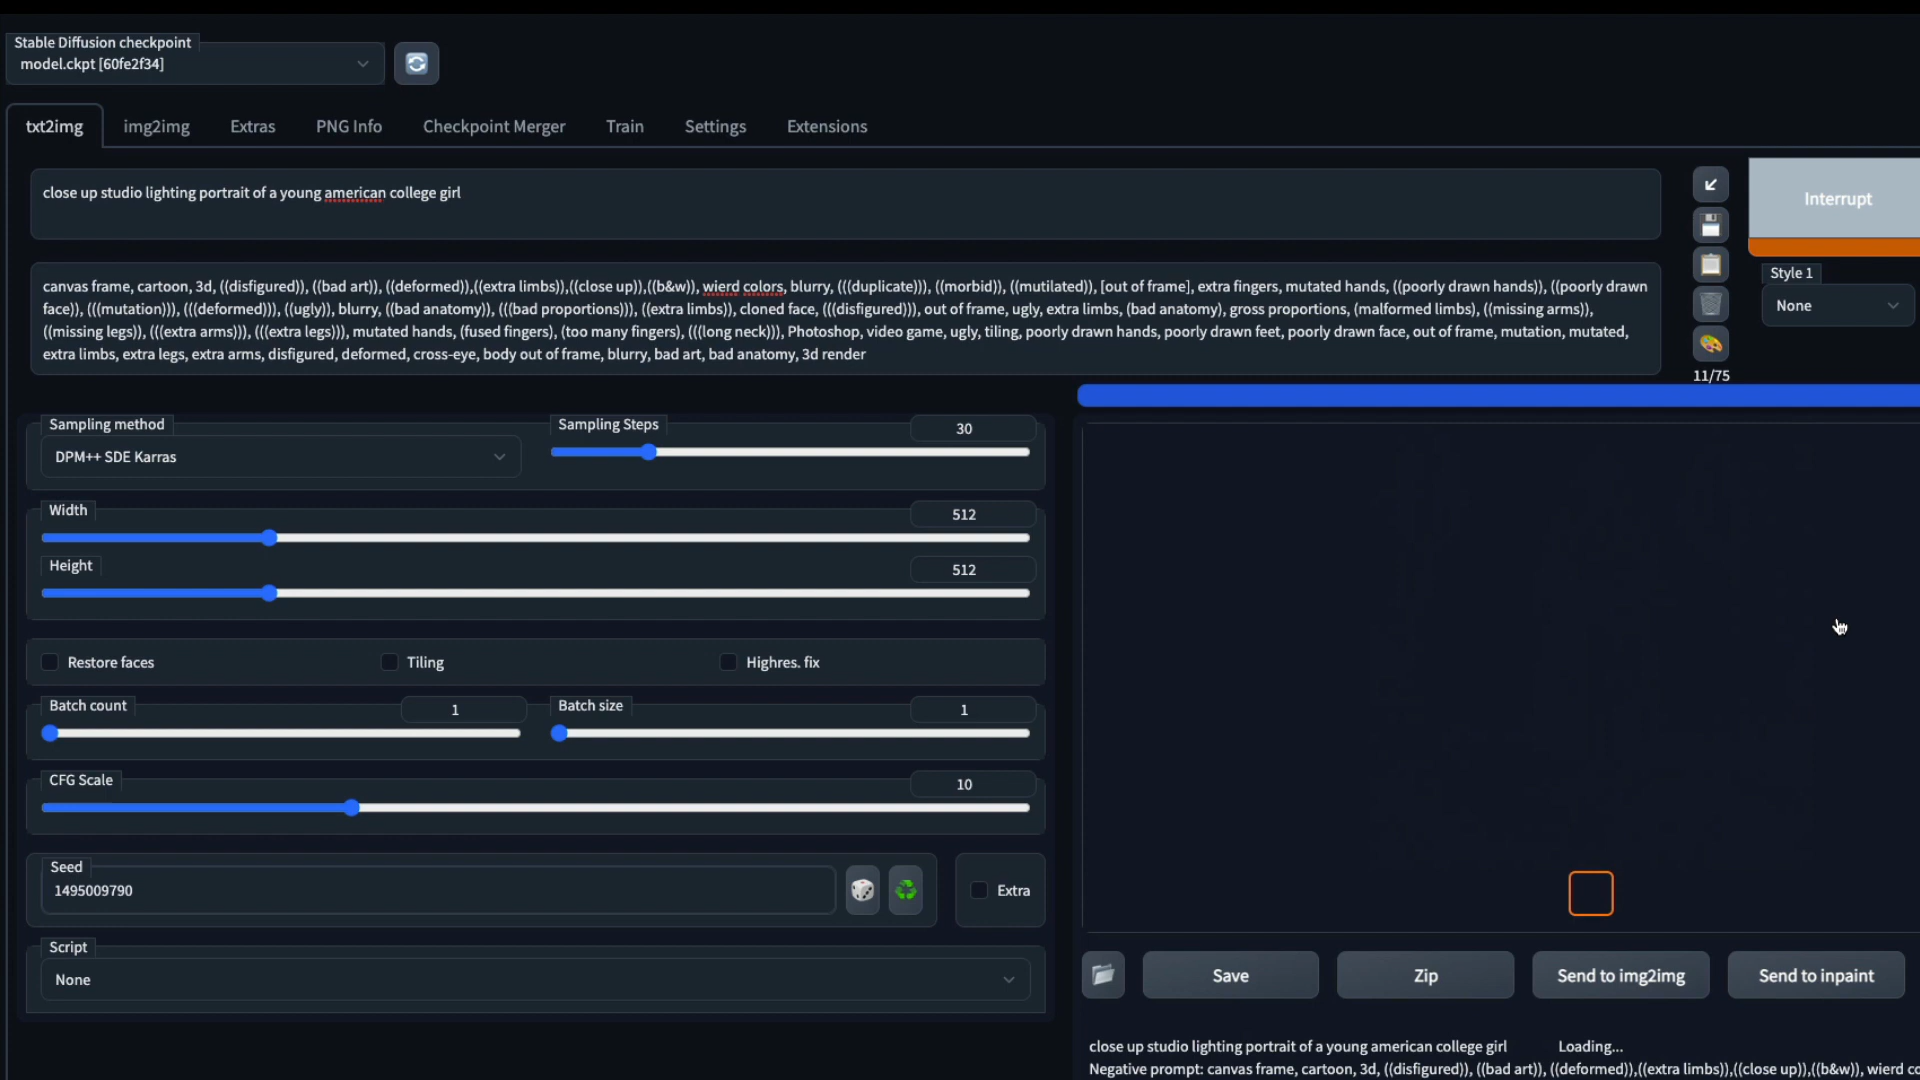 Stable Diffusion checkpoint
model.ckpt [60fe2f34]
txt2img img2img Extras PNG Info Checkpoint Merger Train Settings Extensions
close up studio lighting portrait of a young american college girl
Interrupt
canvas frame, cartoon, 3d, ((disfigured)), ((bad art)), ((deformed)),((extra limbs)),((close up)),((b&w)), wierd colors, blurry, (((duplicate))), ((morbid)), ((mutilated)), [out of frame], extra fingers, mutated hands, ((poorly drawn hands)), ((poorly drawn
face)), (((mutation))), (((deformed))), ((ugly)), blurry, ((bad anatomy)), (((bad proportions))), ((extra limbs)), cloned face, (((disfigured))), out of frame, ugly, extra limbs, (bad anatomy), gross proportions, (malformed limbs), ((missing arms)),
((missing legs)), (((extra arms))), (((extra legs))), mutated hands, (fused fingers), (too many fingers), (((long neck))), Photoshop, video game, ugly, tiling, poorly drawn hands, poorly drawn feet, poorly drawn face, out of frame, mutation, mutated,
extra limbs, extra legs, extra arms, disfigured, deformed, cross-eye, body out of frame, blurry, bad art, bad anatomy, 3d render
Style 1
None
11/75
Sampling method
DPM++ SDE Karras
Sampling Steps
30
Width
512
Height
512
Restore faces Tiling Highres. fix
Batch count
1
Batch size
1
CFG Scale
10
Seed
1495009790
Extra
Script
None
Save Zip Send to img2img Send to inpaint
close up studio lighting portrait of a young american college girl Loading...
Negative prompt: canvas frame, cartoon, 3d, ((disfigured)), ((bad art)), ((deformed)),((extra limbs)),((close up)),((b&w)), wierd co